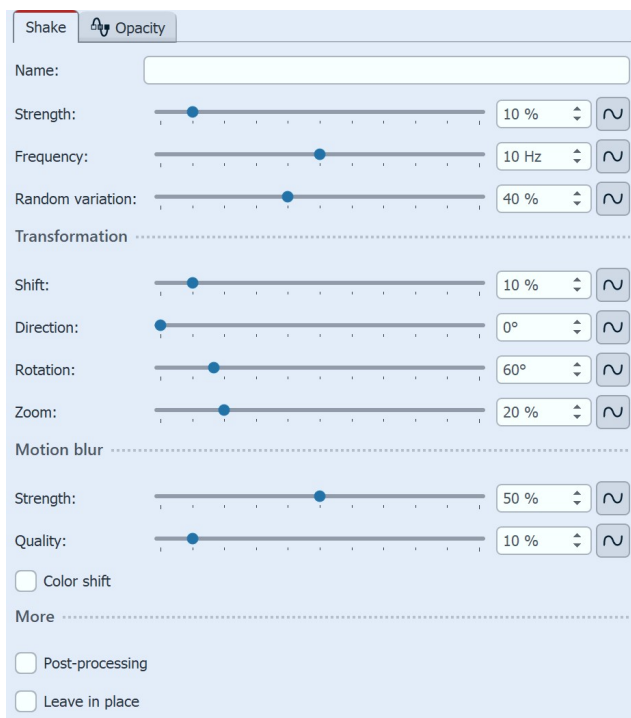 Shake Opacity
Name:
Strength: 10 %
Frequency: 10 Hz
Random variation: 40 %
Transformation
Shift: 10 %
Direction: 0°
Rotation: 60°
Zoom: 20 %
Motion blur
Strength: 50 %
Quality: 10 %
Color shift
More
Post-processing
Leave in place